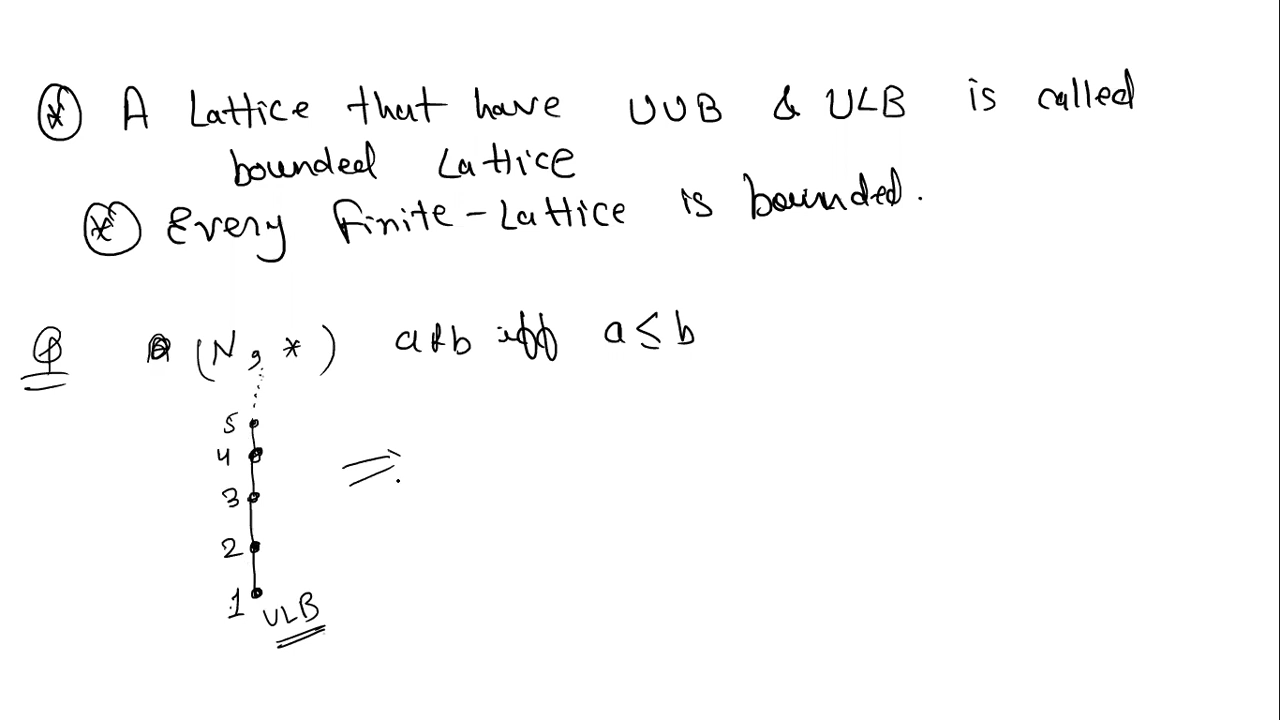 * A Lattice that have UUB & ULB is called
bounded Lattice
* Every finite-Lattice is bounded.
Q (N, *) a*b iff a ≤ b
5
4
⇒
3
2
1 ULB